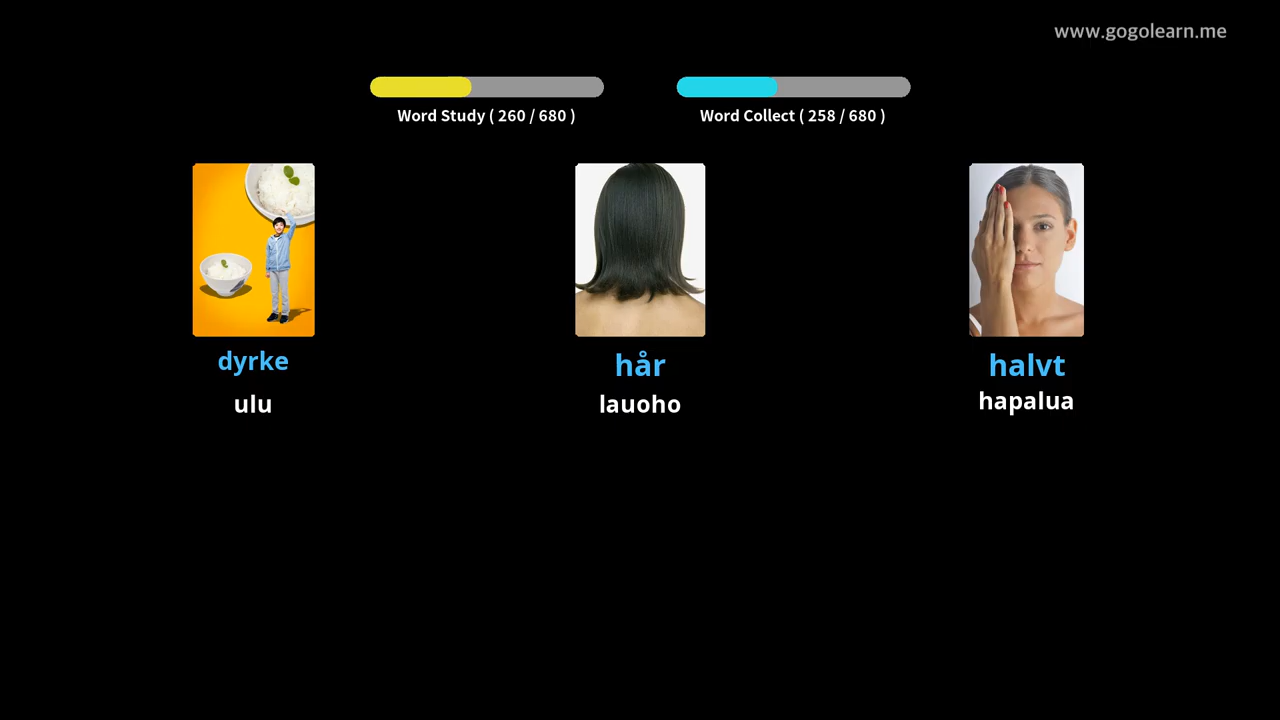 www.gogolearn.me
Word Study ( 260 / 680 )
Word Collect ( 258 / 680 )
dyrke
hår
halvt
ulu
lauoho
hapalua